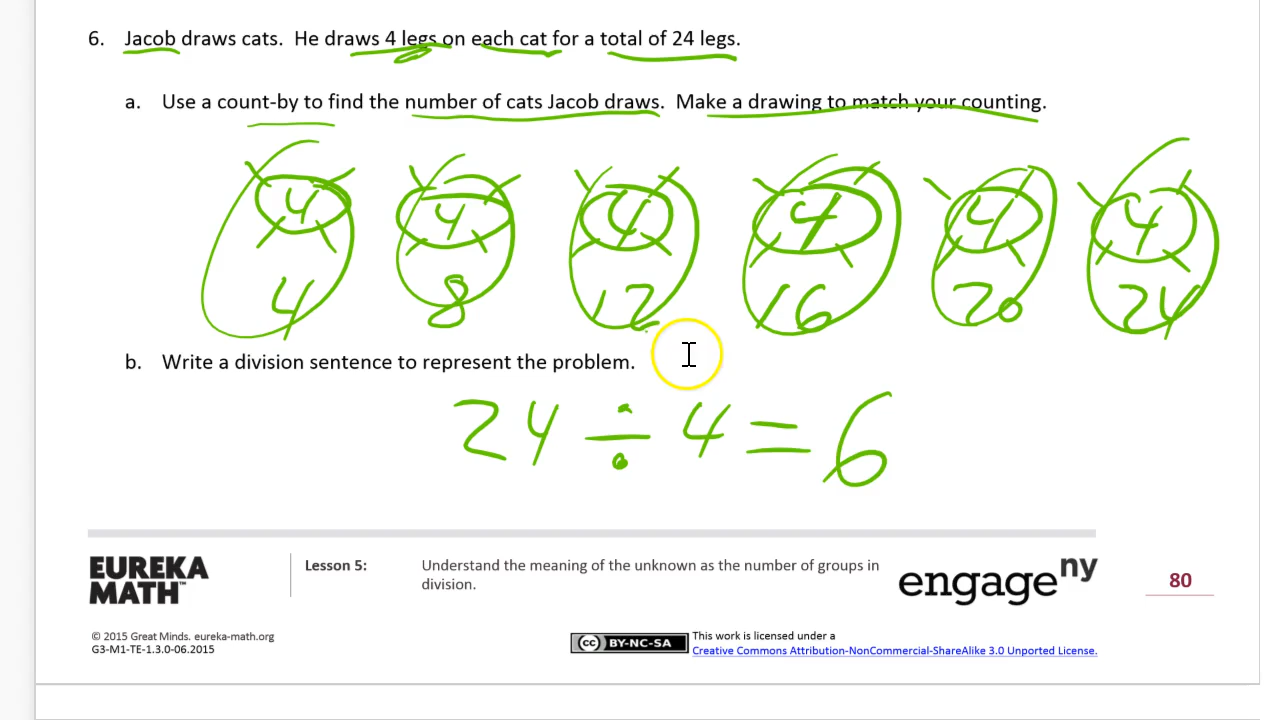 6. Jacob draws cats. He draws 4 legs on each cat for a total of 24 legs.
a. Use a count-by to find the number of cats Jacob draws. Make a drawing to match your counting.
4 4 4 4 4 4
4 8 12 16 20 24
b. Write a division sentence to represent the problem.
24 ÷ 4 = 6
EUREKA
MATH™
Lesson 5:
Understand the meaning of the unknown as the number of groups in
division.
engage ny
80
© 2015 Great Minds. eureka-math.org
G3-M1-TE-1.3.0-06.2015
cc BY-NC-SA
This work is licensed under a
Creative Commons Attribution-NonCommercial-ShareAlike 3.0 Unported License.